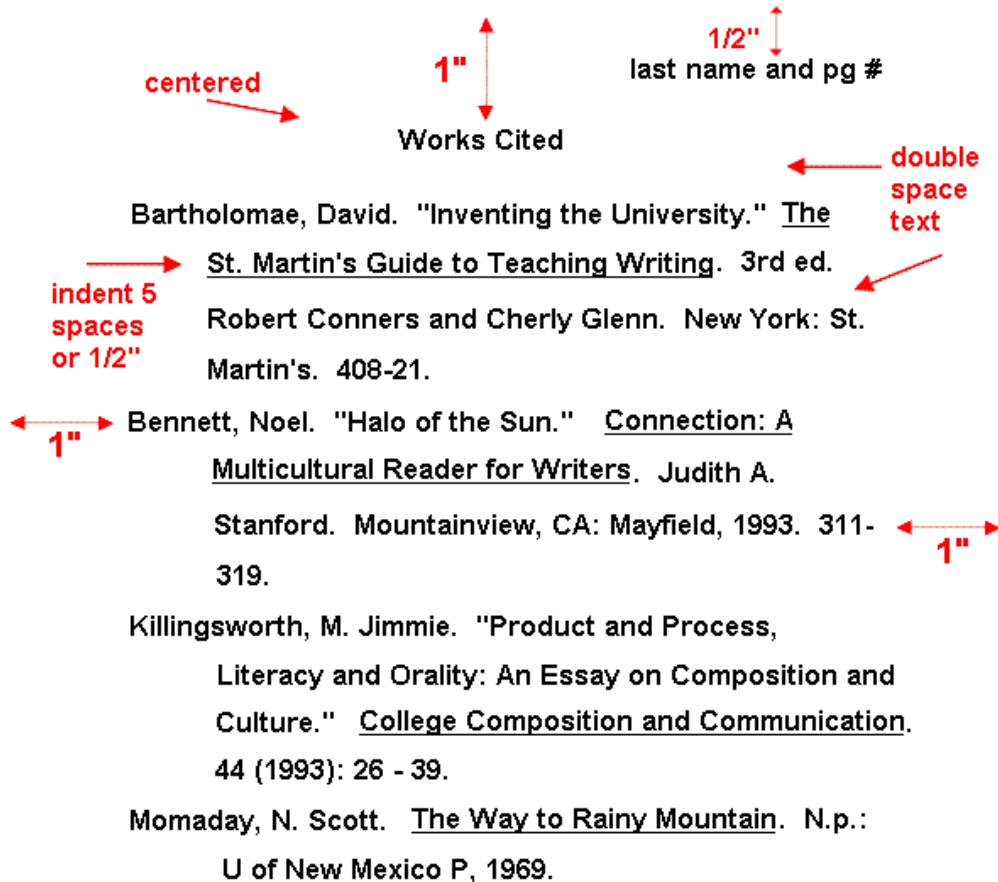 1/2"
1"
last name and pg #
centered
Works Cited
double
space
text
Bartholomae, David. "Inventing the University." The
St. Martin's Guide to Teaching Writing. 3rd ed.
indent 5
spaces
or 1/2"
Robert Conners and Cherly Glenn. New York: St.
Martin's. 408-21.
1"
Bennett, Noel. "Halo of the Sun." Connection: A
Multicultural Reader for Writers. Judith A.
Stanford. Mountainview, CA: Mayfield, 1993. 311-
1"
319.
Killingsworth, M. Jimmie. "Product and Process,
Literacy and Orality: An Essay on Composition and
Culture." College Composition and Communication.
44 (1993): 26 - 39.
Momaday, N. Scott. The Way to Rainy Mountain. N.p.:
U of New Mexico P, 1969.